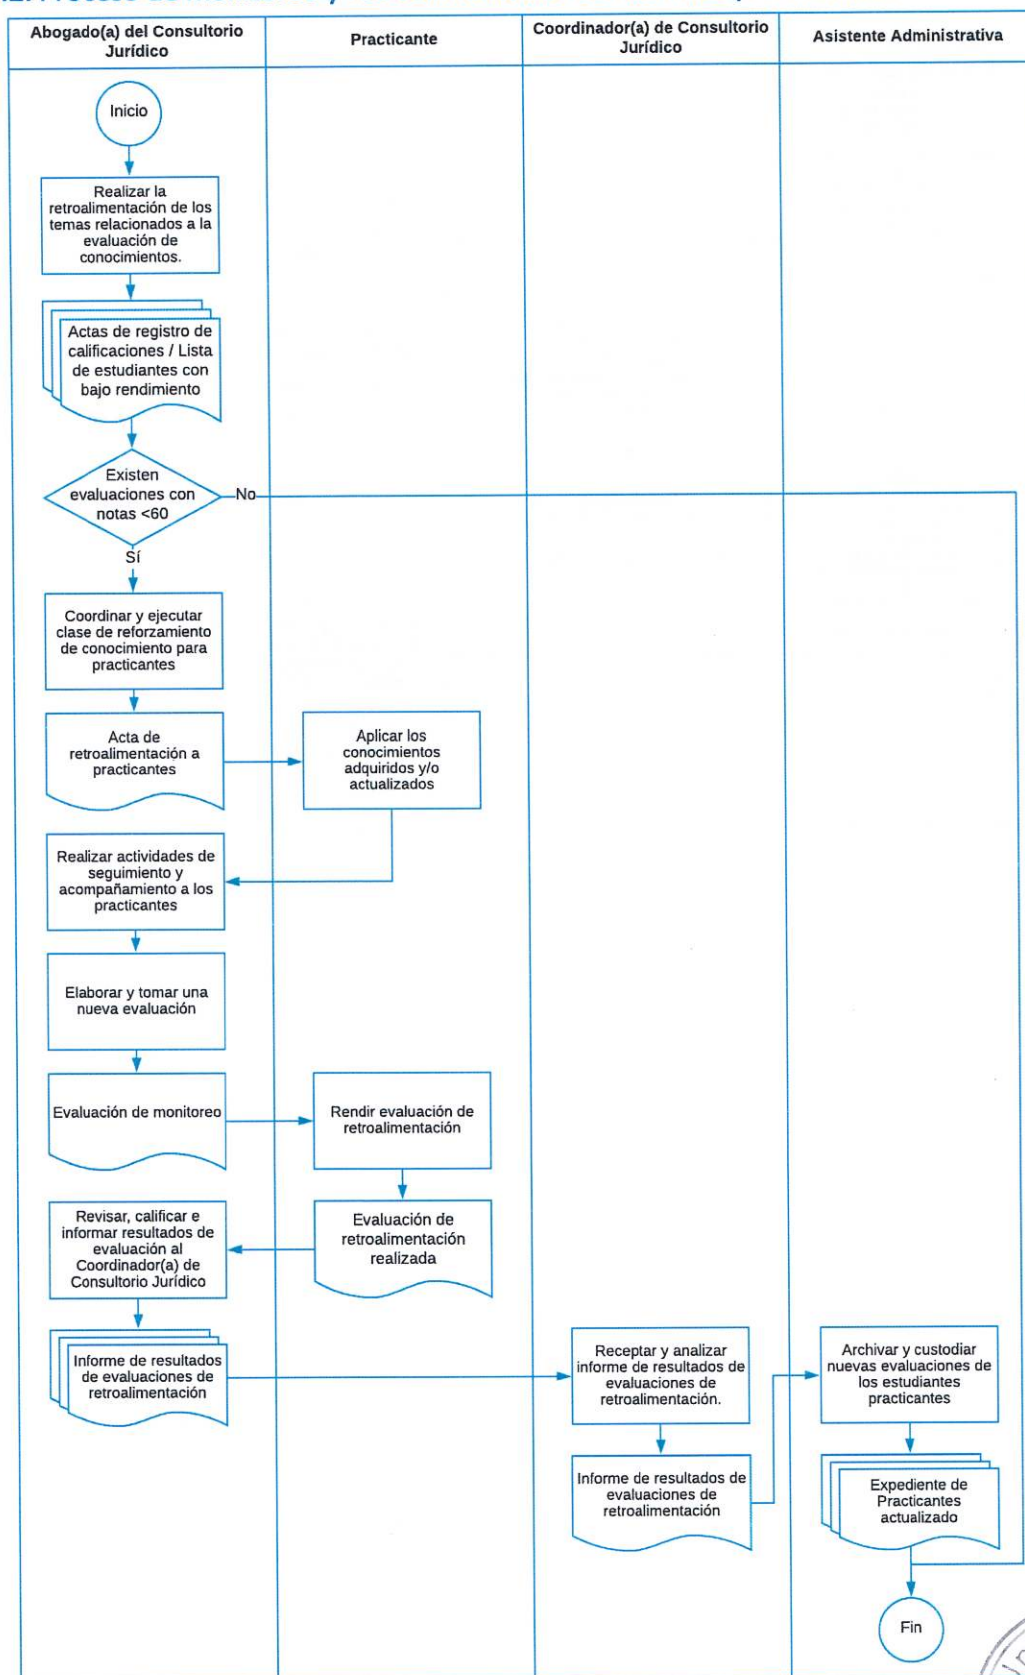 Abogado(a) del Consultorio
Jurídico
Practicante
Coordinador(a) de Consultorio
Jurídico
Asistente Administrativa
Inicio
Realizar la
retroalimentación de los
temas relacionados a la
evaluación de
conocimientos.
Actas de registro de
calificaciones / Lista
de estudiantes con
bajo rendimiento
Existen
evaluaciones con
notas <60
No
Sí
Coordinar y ejecutar
clase de reforzamiento
de conocimiento para
practicantes
Acta de
retroalimentación a
practicantes
Aplicar los
conocimientos
adquiridos y/o
actualizados
Realizar actividades de
seguimiento y
acompañamiento a los
practicantes
Elaborar y tomar una
nueva evaluación
Evaluación de monitoreo
Rendir evaluación de
retroalimentación
Evaluación de
retroalimentación
realizada
Revisar, calificar e
informar resultados de
evaluación al
Coordinador(a) de
Consultorio Jurídico
Informe de resultados
de evaluaciones de
retroalimentación
Receptar y analizar
informe de resultados de
evaluaciones de
retroalimentación.
Informe de resultados de
evaluaciones de
retroalimentación
Archivar y custodiar
nuevas evaluaciones de
los estudiantes
practicantes
Expediente de
Practicantes
actualizado
Fin